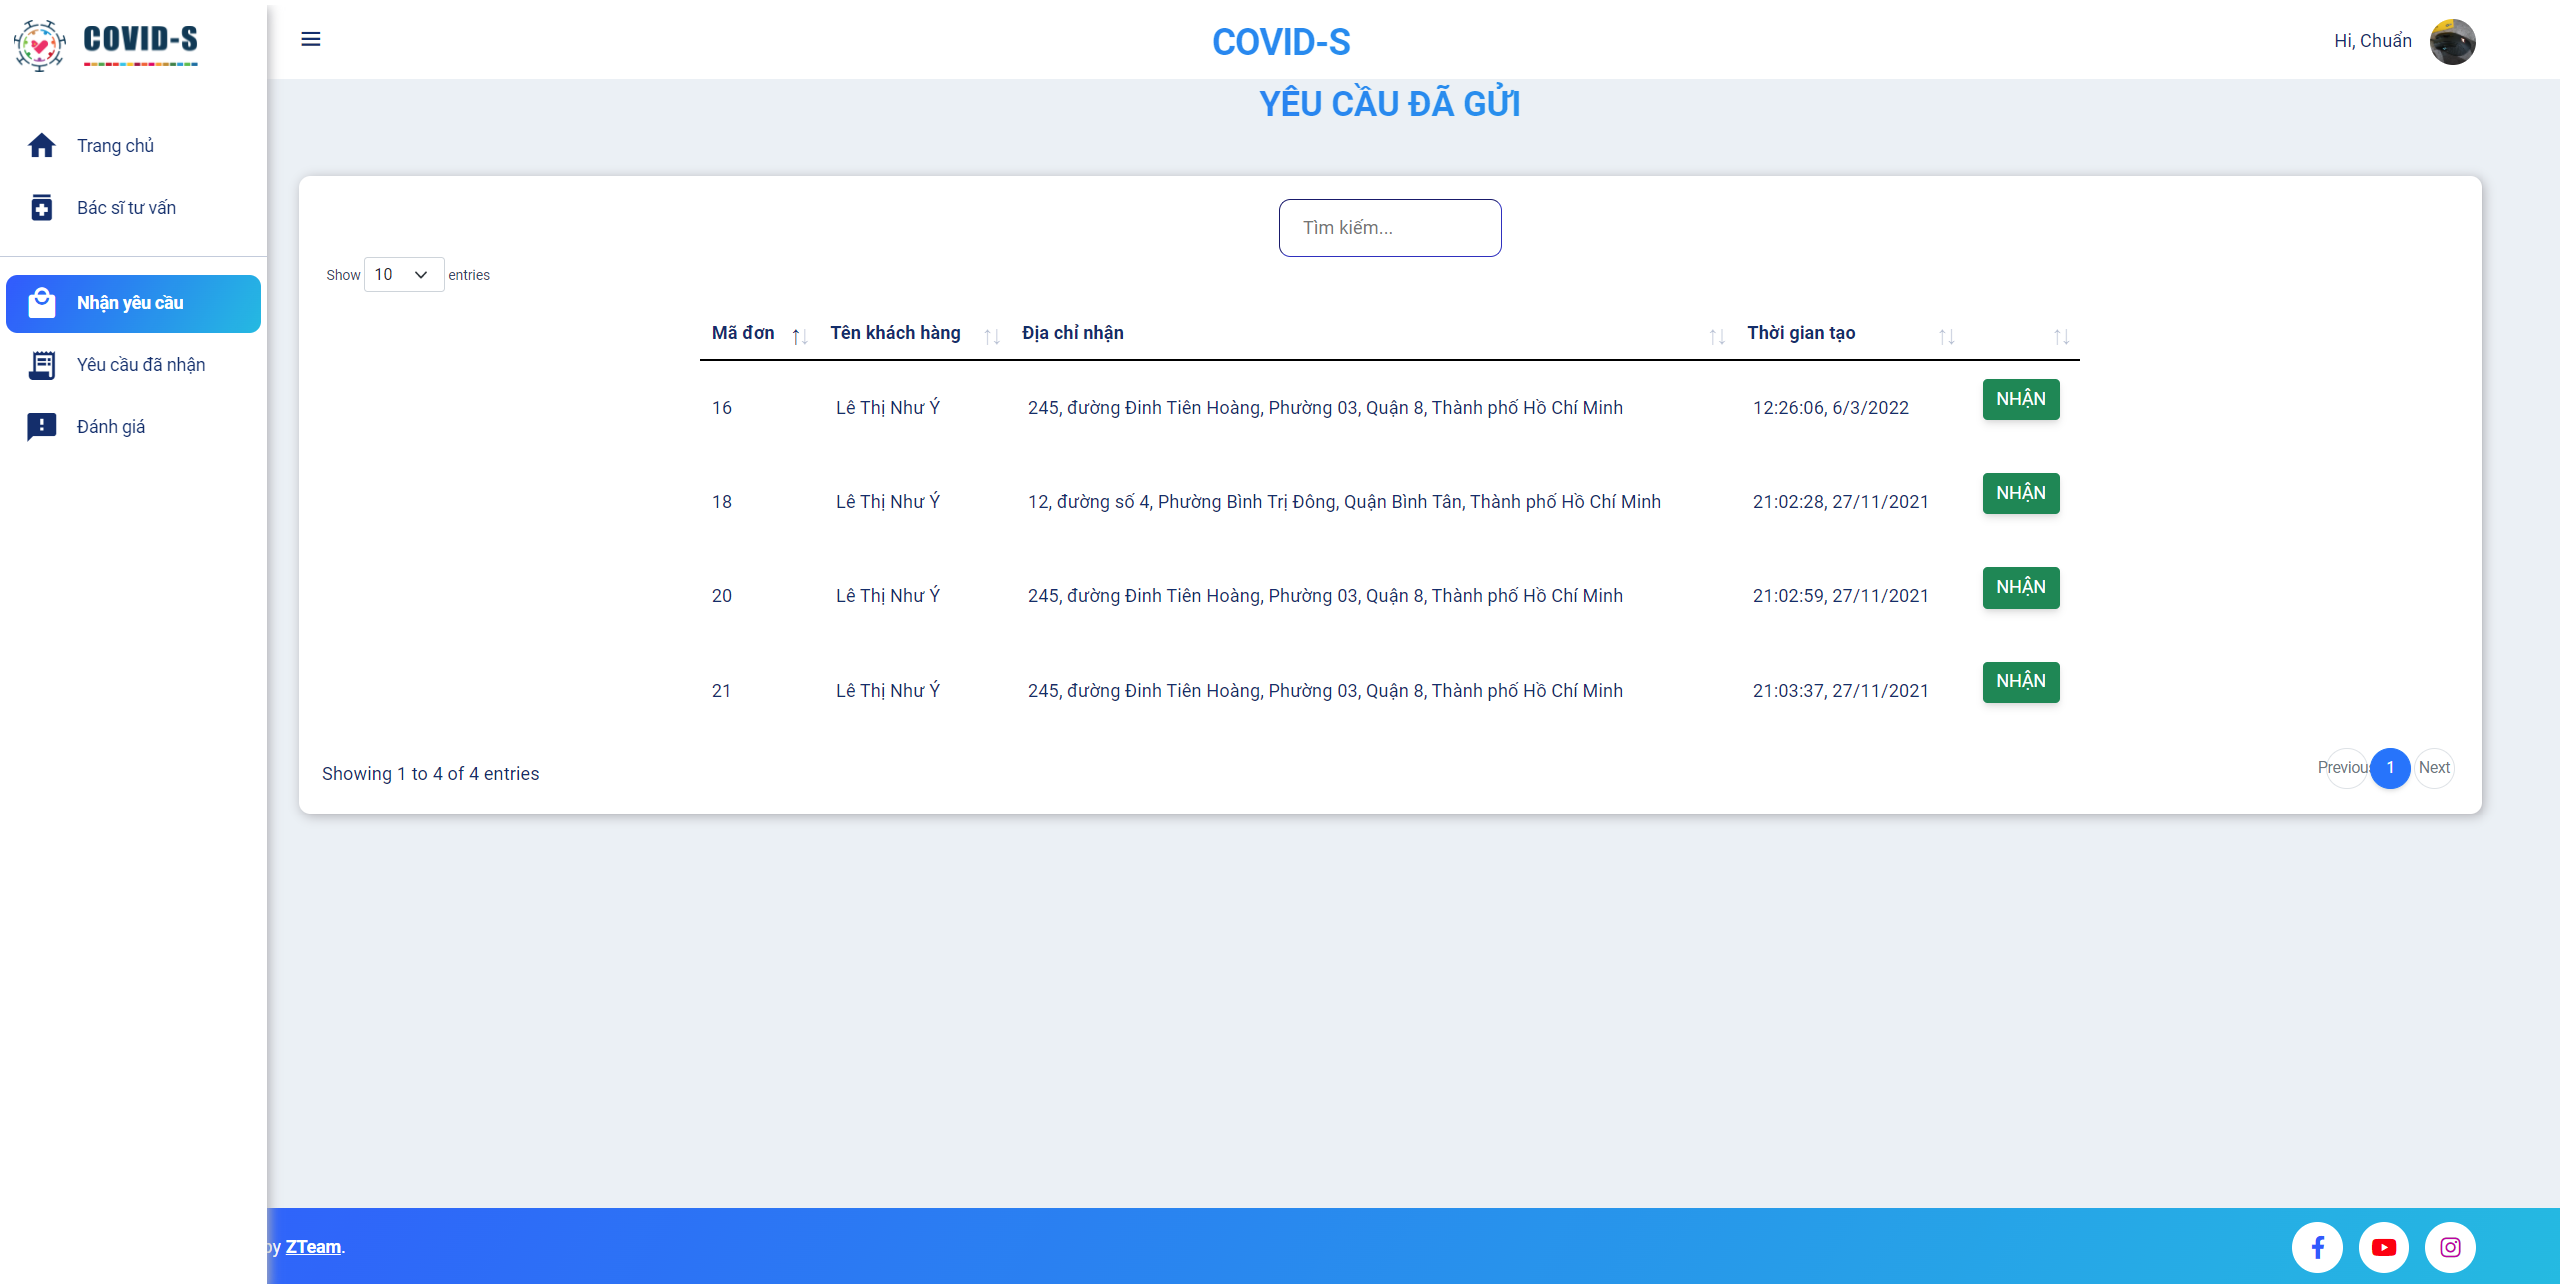 COVID-S
COVID-S
Hi, Chuẩn
Trang chủ
Bác sĩ tư vấn
Nhận yêu cầu
Yêu cầu đã nhận
Đánh giá
YÊU CẦU ĐÃ GỬI
Tìm kiếm...
Show 10 entries
Mã đơn Tên khách hàng Địa chỉ nhận Thời gian tạo
16 Lê Thị Như Ý 245, đường Đinh Tiên Hoàng, Phường 03, Quận 8, Thành phố Hồ Chí Minh 12:26:06, 6/3/2022 NHẬN
18 Lê Thị Như Ý 12, đường số 4, Phường Bình Trị Đông, Quận Bình Tân, Thành phố Hồ Chí Minh 21:02:28, 27/11/2021 NHẬN
20 Lê Thị Như Ý 245, đường Đinh Tiên Hoàng, Phường 03, Quận 8, Thành phố Hồ Chí Minh 21:02:59, 27/11/2021 NHẬN
21 Lê Thị Như Ý 245, đường Đinh Tiên Hoàng, Phường 03, Quận 8, Thành phố Hồ Chí Minh 21:03:37, 27/11/2021 NHẬN
Showing 1 to 4 of 4 entries
Previous 1 Next
by ZTeam.